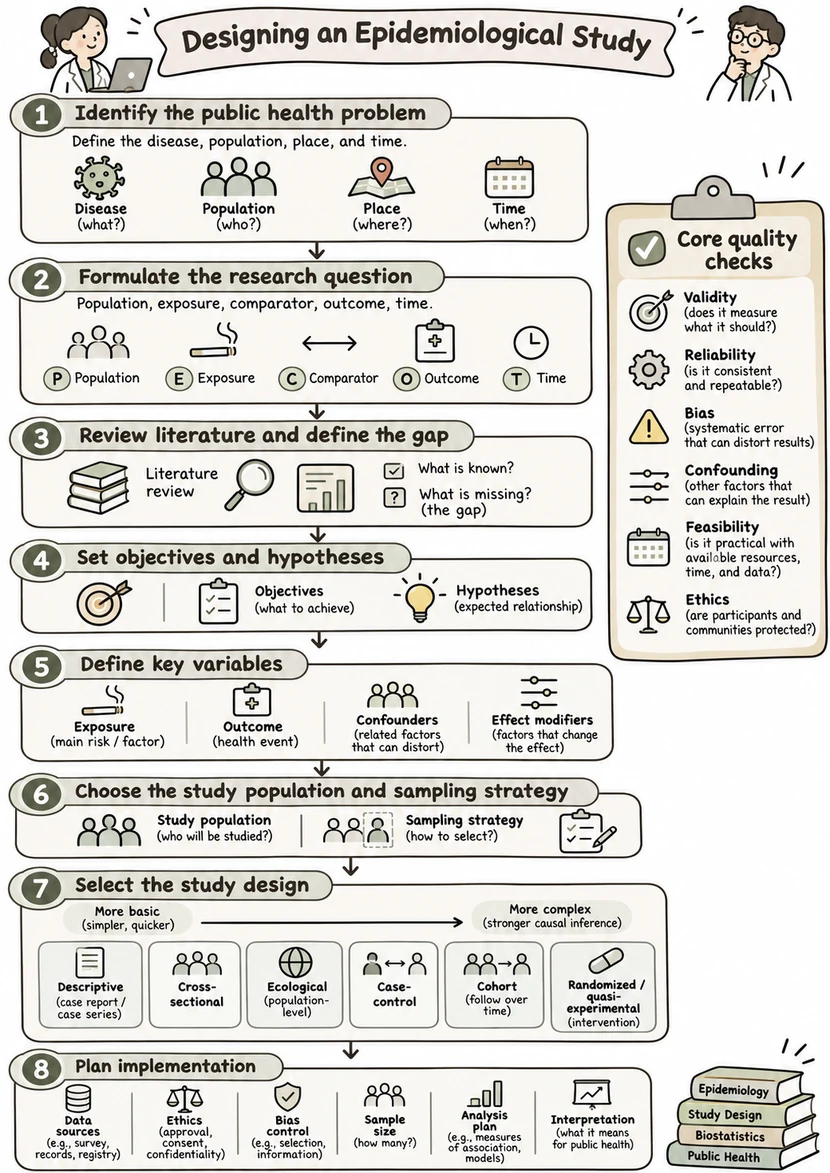 Designing an Epidemiological Study
1 Identify the public health problem
Define the disease, population, place, and time.
Disease
(what?)
Population
(who?)
Place
(where?)
Time
(when?)
2 Formulate the research question
Population, exposure, comparator, outcome, time.
P Population
E Exposure
C Comparator
O Outcome
T Time
3 Review literature and define the gap
Literature
review
What is known?
? What is missing?
(the gap)
4 Set objectives and hypotheses
Objectives
(what to achieve)
Hypotheses
(expected relationship)
5 Define key variables
Exposure
(main risk / factor)
Outcome
(health event)
Confounders
(related factors
that can distort)
Effect modifiers
(factors that change
the effect)
6 Choose the study population and sampling strategy
Study population
(who will be studied?)
Sampling strategy
(how to select?)
7 Select the study design
More basic
(simpler, quicker)
More complex
(stronger causal inference)
Descriptive
(case report /
case series)
Cross-
sectional
Ecological
(population-
level)
Case-
control
Cohort
(follow over
time)
Randomized /
quasi-
experimental
(intervention)
8 Plan implementation
Data
sources
(e.g., survey,
records, registry)
Ethics
(approval,
consent,
confidentiality)
Bias
control
(e.g., selection,
information)
Sample
size
(how many?)
Analysis
plan
(e.g., measures
of association,
models)
Interpretation
(what it means
for public health)
Core quality
checks
Validity
(does it measure
what it should?)
Reliability
(is it consistent
and repeatable?)
Bias
(systematic error
that can distort results)
Confounding
(other factors that
can explain the result)
Feasibility
(is it practical with
available resources,
time, and data?)
Ethics
(are participants and
communities protected?)
Epidemiology
Study Design
Biostatistics
Public Health